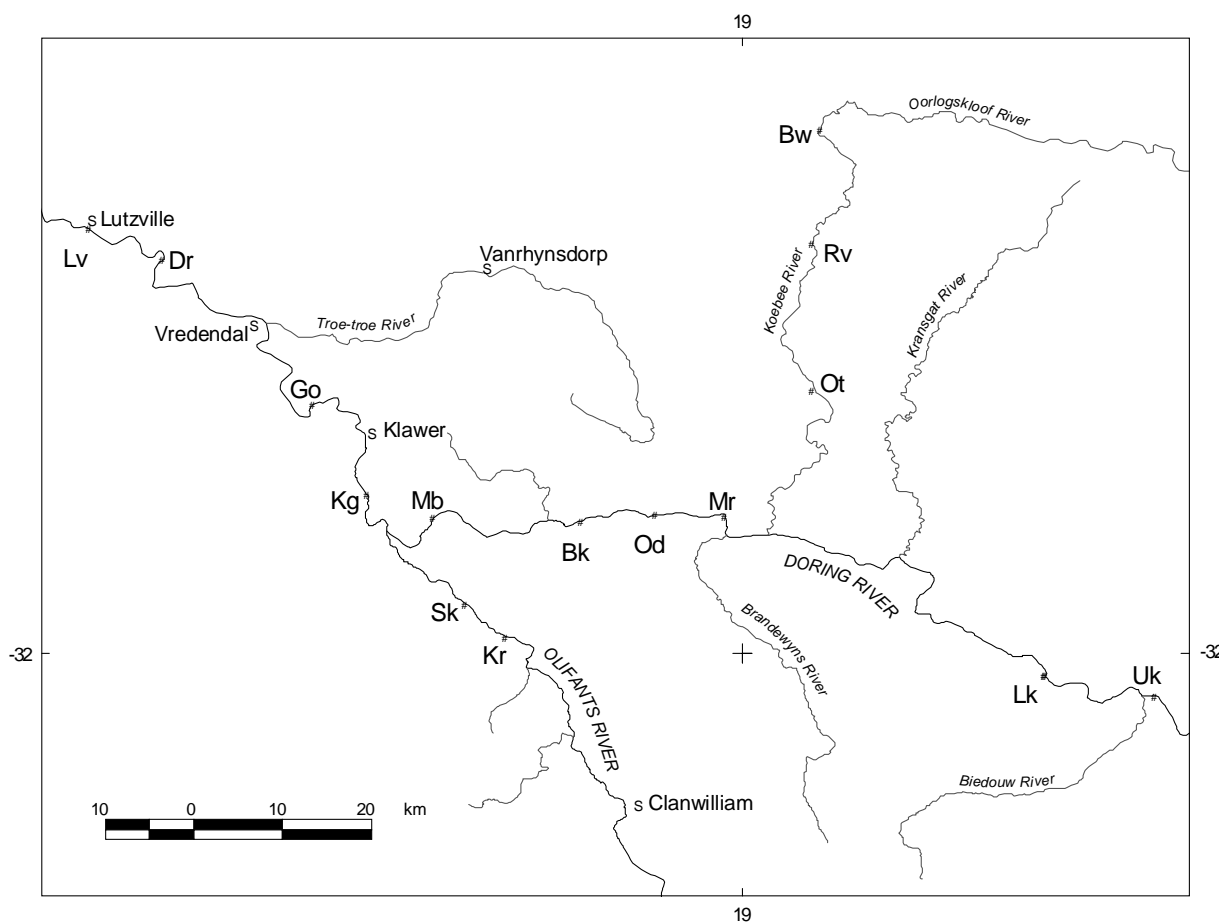 19
Oorlogskloof River
Bw
S Lutzville
Lv
Dr
Vanrhynsdorp
S
Rv
Koebee River
Kransgat River
Vredendal S
Troe-troe River
Go
Ot
S Klawer
Kg
Mb
Mr
Bk
Od
DORING RIVER
Sk
Brandewyns River
Kr
-32
-32
OLIFANTS RIVER
Lk
Uk
Biedouw River
10 0 10 20 km
S Clanwilliam
19